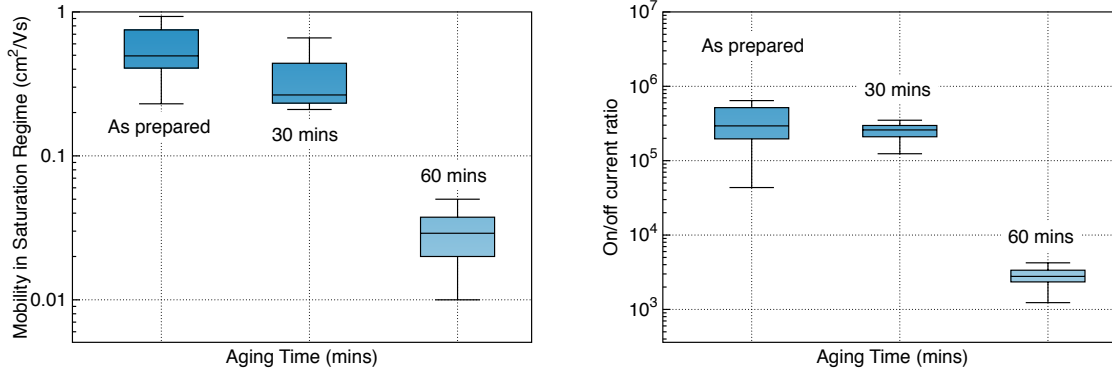 Mobility in Saturation Regime (cm²/Vs)
1
0.1
0.01
As prepared
30 mins
60 mins
Aging Time (mins)
On/off current ratio
10⁷
10⁶
10⁵
10⁴
10³
As prepared
30 mins
60 mins
Aging Time (mins)